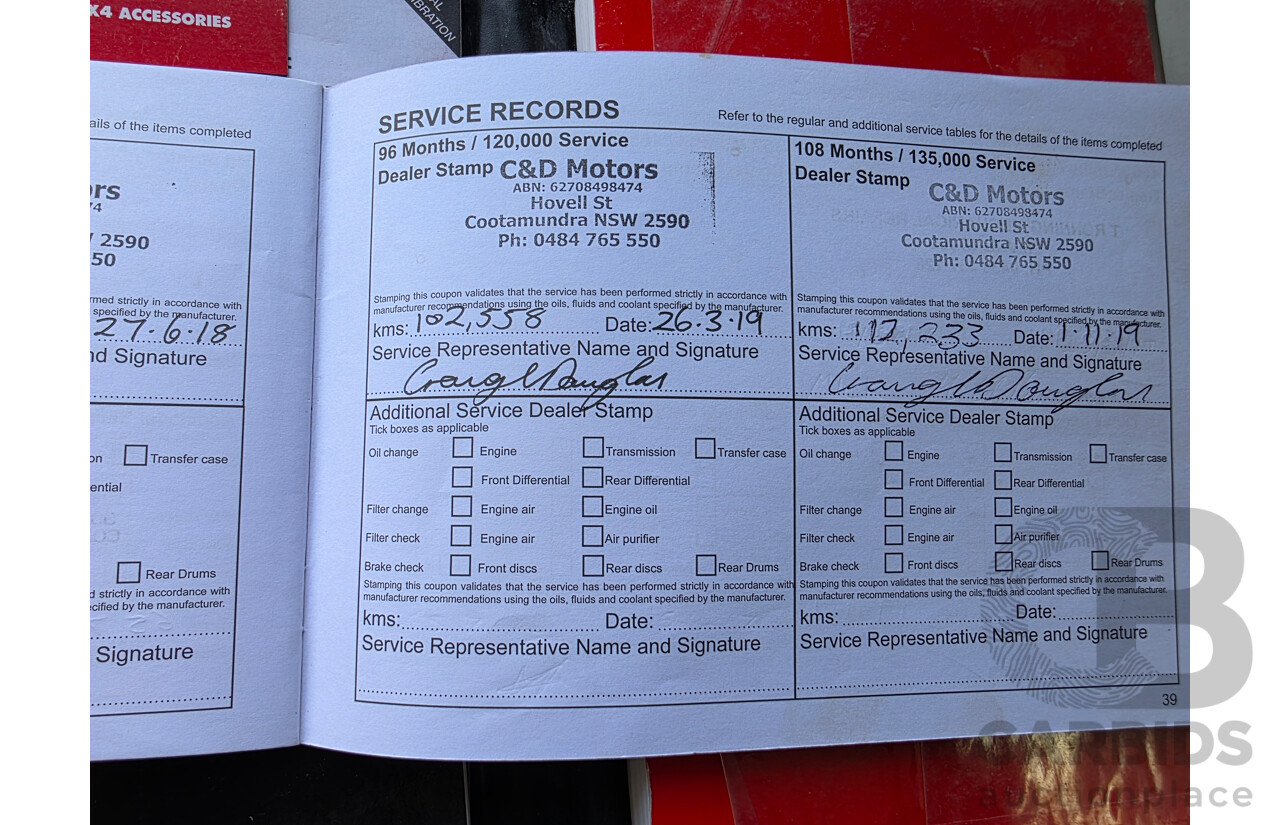 K4 ACCESSORIES
AL
IBRATION
ails of the items completed
ors
74
/ 2590
50
rmed strictly in accordance with
specified by the manufacturer.
27·6·18
nd Signature
on Transfer case
ential
Rear Drums
d strictly in accordance with
cified by the manufacturer.
Signature
SERVICE RECORDS
Refer to the regular and additional service tables for the details of the items completed
96 Months / 120,000 Service
Dealer Stamp C&D Motors
ABN: 62708498474
Hovell St
Cootamundra NSW 2590
Ph: 0484 765 550
Stamping this coupon validates that the service has been performed strictly in accordance with
manufacturer recommendations using the oils, fluids and coolant specified by the manufacturer.
kms: 102,558 Date: 26·3·19
Service Representative Name and Signature
Craig Douglas
Additional Service Dealer Stamp
Tick boxes as applicable
Oil change Engine Transmission Transfer case
Front Differential Rear Differential
Filter change Engine air Engine oil
Filter check Engine air Air purifier
Brake check Front discs Rear discs Rear Drums
Stamping this coupon validates that the service has been performed strictly in accordance with
manufacturer recommendations using the oils, fluids and coolant specified by the manufacturer.
kms: Date:
Service Representative Name and Signature
108 Months / 135,000 Service
Dealer Stamp C&D Motors
ABN: 62708498474
Hovell St
Cootamundra NSW 2590
Ph: 0484 765 550
Stamping this coupon validates that the service has been performed strictly in accordance with
manufacturer recommendations using the oils, fluids and coolant specified by the manufacturer.
kms: 112,233 Date: 1·11·19
Service Representative Name and Signature
Craig Douglas
Additional Service Dealer Stamp
Tick boxes as applicable
Oil change Engine Transmission Transfer case
Front Differential Rear Differential
Filter change Engine air Engine oil
Filter check Engine air Air purifier
Brake check Front discs Rear discs Rear Drums
Stamping this coupon validates that the service has been performed strictly in accordance with
manufacturer recommendations using the oils, fluids and coolant specified by the manufacturer.
kms: Date:
Service Representative Name and Signature
39
CARBIDS
auctionplace